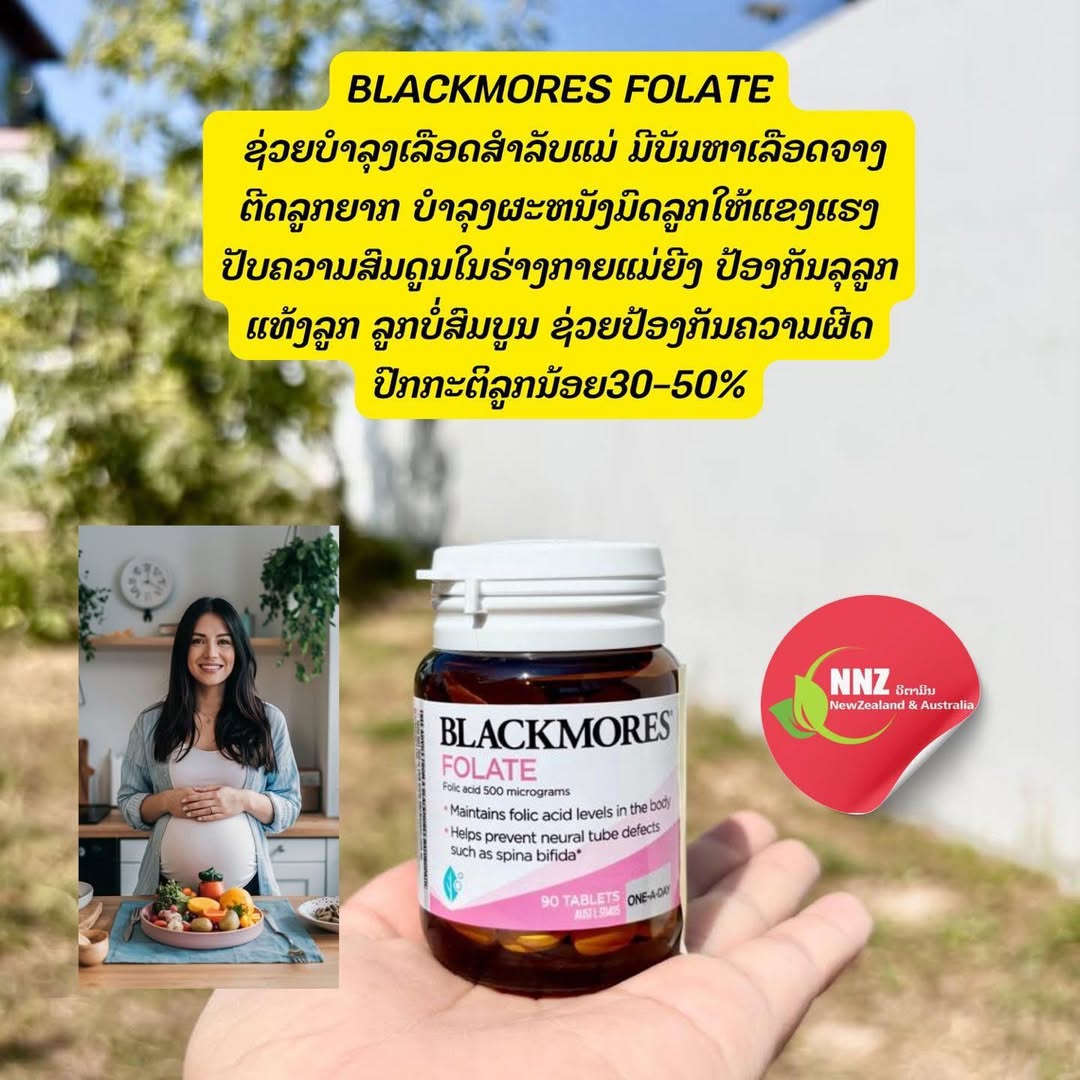 BLACKMORES FOLATE
ຊ່ວຍບຳລຸງເລືອດສຳລັບແມ່ ມີບັນຫາເລືອດຈາງ
ຕິດລູກຍາກ ບຳລຸງຜະຫນັງມົດລູກໃຫ້ແຂງແຮງ
ປັບຄວາມສົມດູນໃນຮ່າງກາຍແມ່ຍິງ ປ້ອງກັນລຸລູກ
ແທ້ງລູກ ລູກບໍ່ສົມບູນ ຊ່ວຍປ້ອງກັນຄວາມຜິດ
ປົກກະຕິລູກນ້ອຍ30-50%
NNZ ວິຕາມິນ
NewZealand & Australia
BLACKMORES®
FOLATE
Folic acid 500 micrograms
• Maintains folic acid levels in the body
• Helps prevent neural tube defects
such as spina bifida*
90 TABLETS
ONE-A-DAY